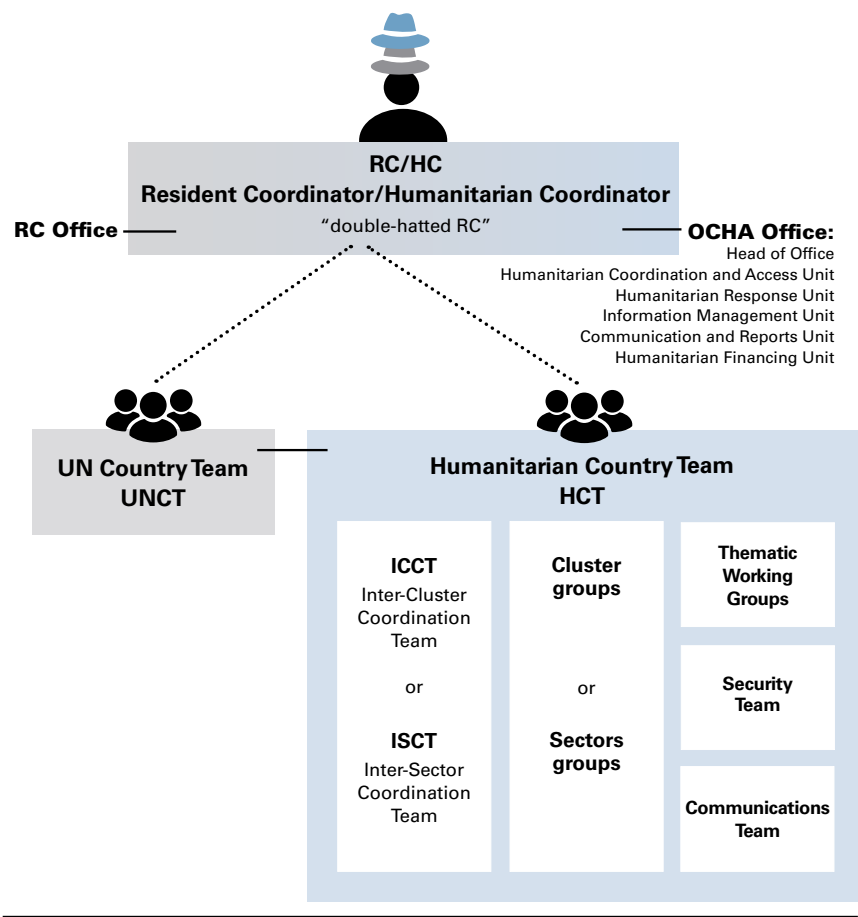 RC/HC
Resident Coordinator/Humanitarian Coordinator
“double-hatted RC”
RC Office
OCHA Office:
Head of Office
Humanitarian Coordination and Access Unit
Humanitarian Response Unit
Information Management Unit
Communication and Reports Unit
Humanitarian Financing Unit
UN Country Team
UNCT
Humanitarian Country Team
HCT
ICCT
Inter-Cluster
Coordination
Team
or
ISCT
Inter-Sector
Coordination
Team
Cluster
groups
or
Sectors
groups
Thematic
Working
Groups
Security
Team
Communications
Team